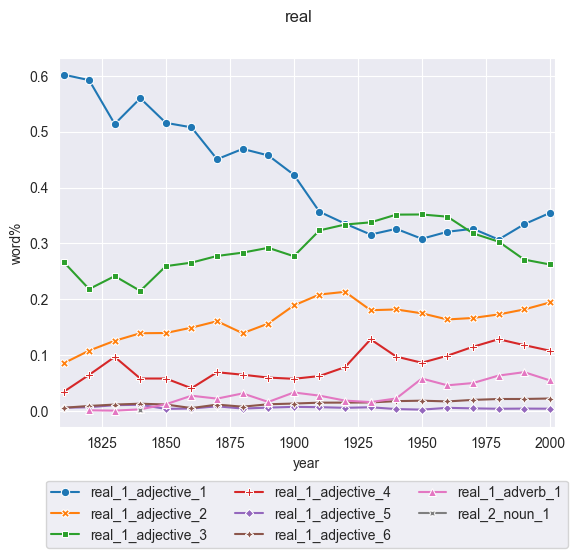 real
0.6
0.5
0.4
0.3
0.2
0.1
0.0
word%
1825 1850 1875 1900 1925 1950 1975 2000
year
real_1_adjective_1 real_1_adjective_4 real_1_adverb_1
real_1_adjective_2 real_1_adjective_5 real_2_noun_1
real_1_adjective_3 real_1_adjective_6